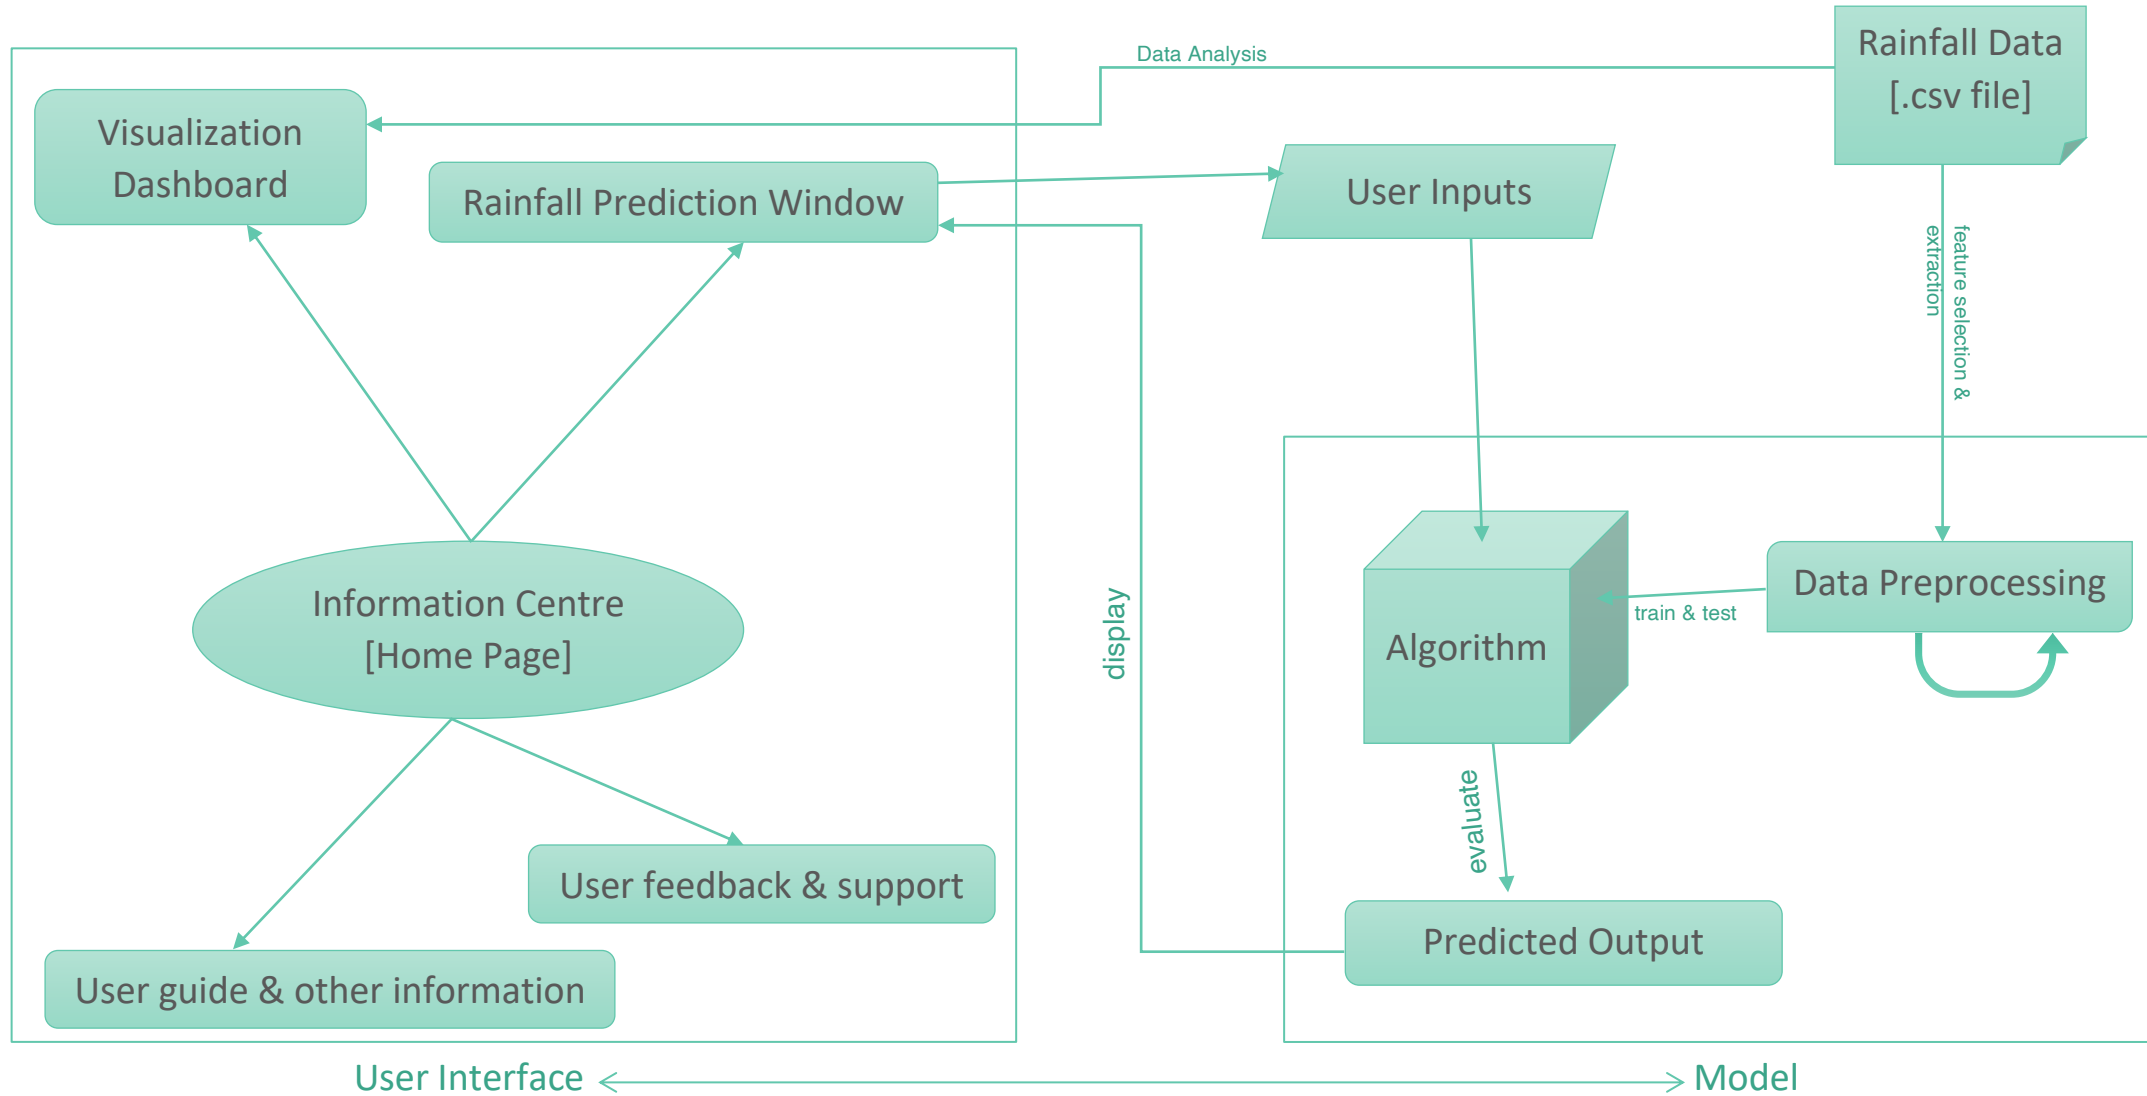 Data Analysis
Rainfall Data
[.csv file]
Visualization
Dashboard
Rainfall Prediction Window
User Inputs
feature selection &
extraction
Information Centre
[Home Page]
display
Algorithm
train & test
Data Preprocessing
evaluate
User feedback & support
Predicted Output
User guide & other information
User Interface
Model